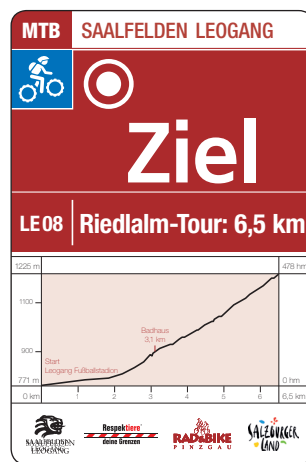 MTB SAALFELDEN LEOGANG
Ziel
LE08 Riedlalm-Tour: 6,5 km
1225 m
478 hm
1100
Badhaus
3,1 km
900
Start
Leogang Fußballstadion
771 m
0 hm
0 km 1 2 3 4 5 6 6,5 km
SAALFELDEN
LEOGANG
Respektiere
deine Grenzen
RAD&BIKE
PINZGAU
SALZBURGER
LAND